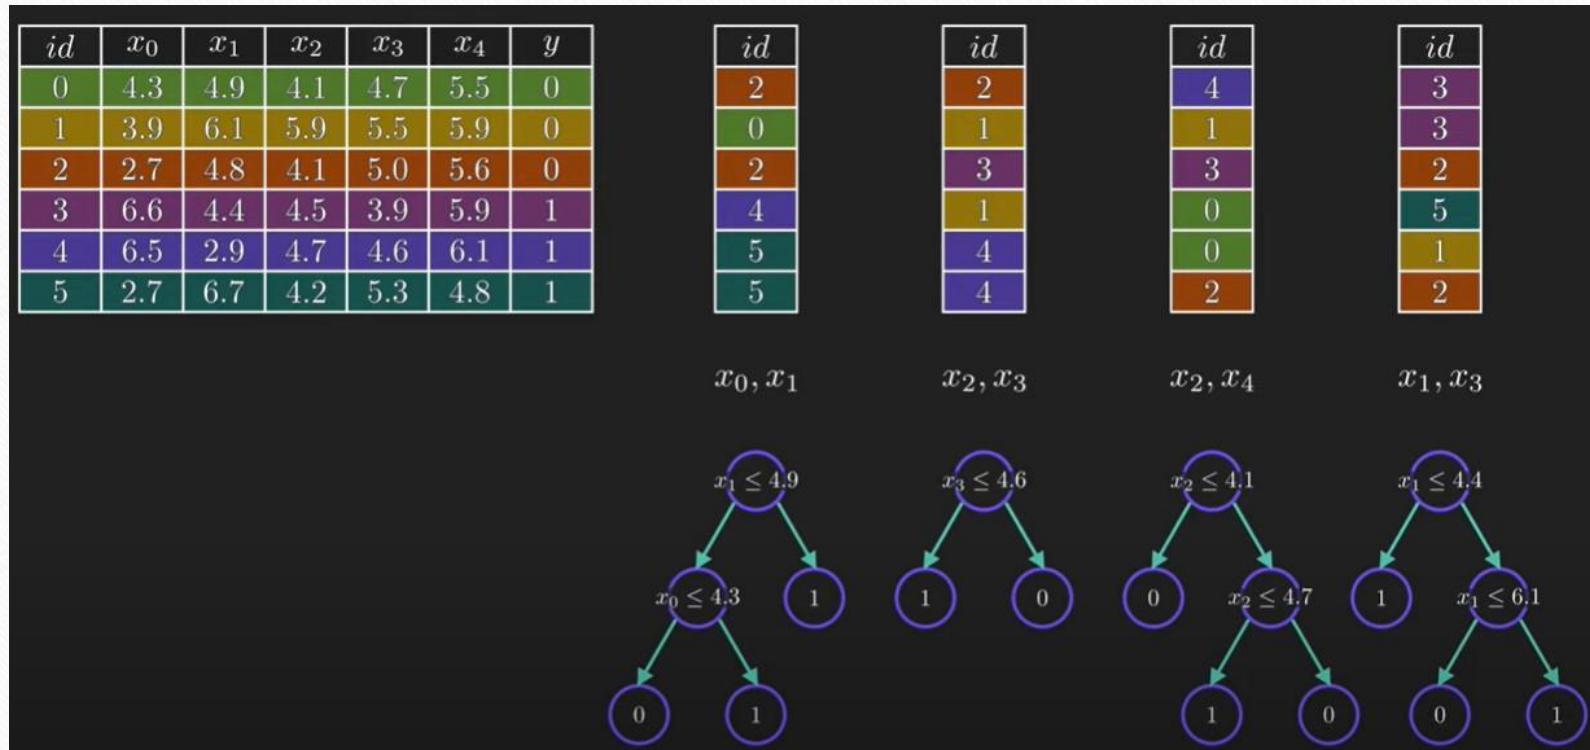 id x₀ x₁ x₂ x₃ x₄ y
0 4.3 4.9 4.1 4.7 5.5 0
1 3.9 6.1 5.9 5.5 5.9 0
2 2.7 4.8 4.1 5.0 5.6 0
3 6.6 4.4 4.5 3.9 5.9 1
4 6.5 2.9 4.7 4.6 6.1 1
5 2.7 6.7 4.2 5.3 4.8 1
id
2
0
2
4
5
5
x₀, x₁
id
2
1
3
1
4
4
x₂, x₃
id
4
1
3
0
0
2
x₂, x₄
id
3
3
2
5
1
2
x₁, x₃
x₁ ≤ 4.9
x₀ ≤ 4.3
1
0
1
x₃ ≤ 4.6
1
0
x₂ ≤ 4.1
0
x₂ ≤ 4.7
1
0
x₁ ≤ 4.4
1
x₁ ≤ 6.1
0
1